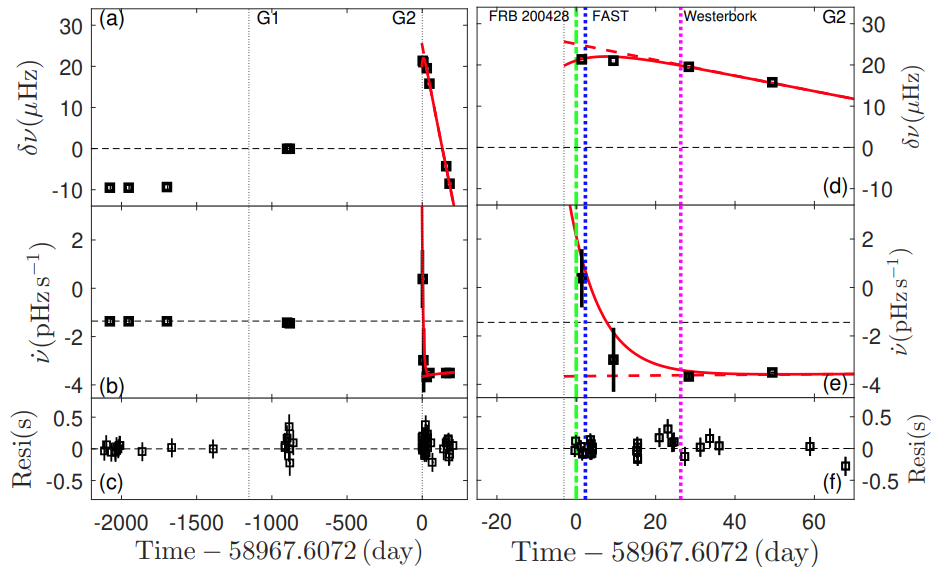 (a) G1 G2
FRB 200428 FAST Westerbork G2
δν(μHz)
30
20
10
0
-10
30
20
10
0
-10
δν(μHz)
(d)
ν̇(pHz s⁻¹)
2
0
-2
-4
(b)
2
0
-2
-4
ν̇(pHz s⁻¹)
(e)
Resi(s)
0.5
0
-0.5
(c)
0.5
0
-0.5
Resi(s)
(f)
-2000 -1500 -1000 -500 0
-20 0 20 40 60
Time − 58967.6072 (day)
Time − 58967.6072 (day)